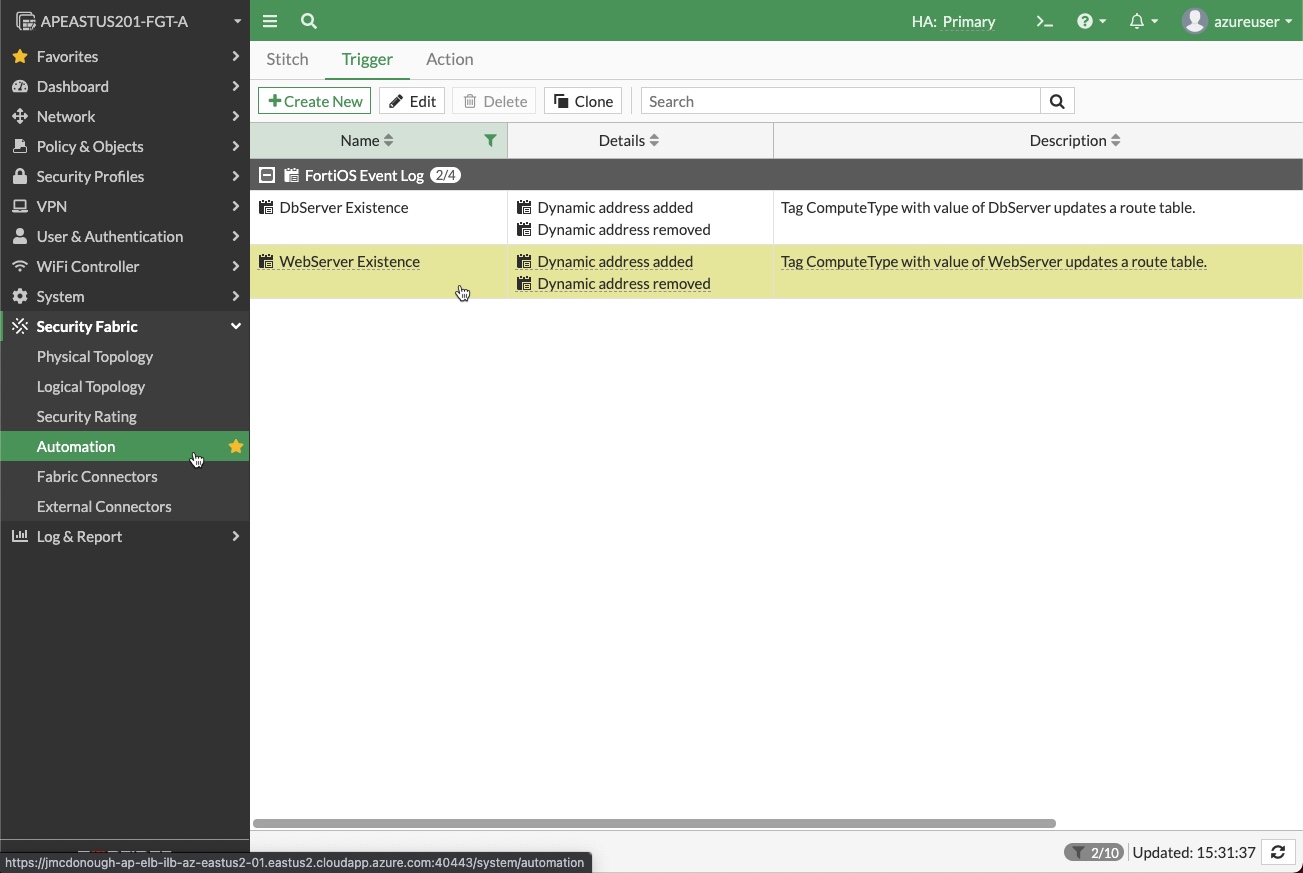 APEASTUS201-FGT-A
HA: Primary
azureuser
Favorites
Dashboard
Network
Policy & Objects
Security Profiles
VPN
User & Authentication
WiFi Controller
System
Security Fabric
Physical Topology
Logical Topology
Security Rating
Automation
Fabric Connectors
External Connectors
Log & Report
Stitch Trigger Action
Create New Edit Delete Clone Search
Name Details Description
FortiOS Event Log 2/4
DbServer Existence Dynamic address added Tag ComputeType with value of DbServer updates a route table.
Dynamic address removed
WebServer Existence Dynamic address added Tag ComputeType with value of WebServer updates a route table.
Dynamic address removed
2/10 Updated: 15:31:37
https://jmcdonough-ap-elb-ilb-az-eastus2-01.eastus2.cloudapp.azure.com:40443/system/automation